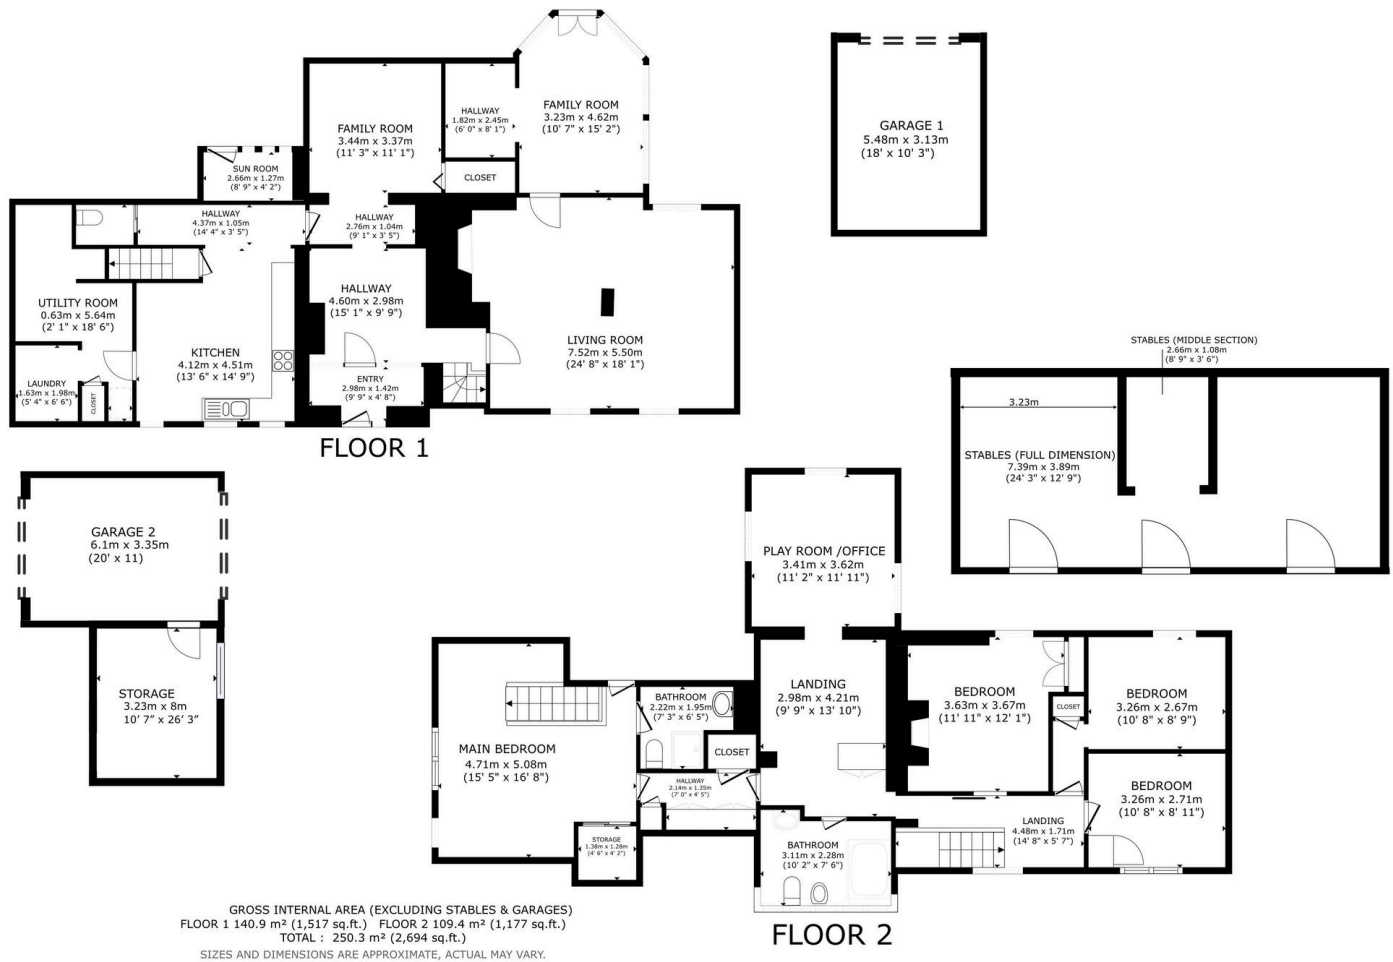 FAMILY ROOM
3.23m x 4.62m
(10' 7" x 15' 2")
HALLWAY
1.82m x 2.45m
(6' 0" x 8' 1")
FAMILY ROOM
3.44m x 3.37m
(11' 3" x 11' 1")
CLOSET
GARAGE 1
5.48m x 3.13m
(18' x 10' 3")
SUN ROOM
2.66m x 1.27m
(8' 9" x 4' 2")
HALLWAY
4.37m x 1.05m
(14' 4" x 3' 5")
HALLWAY
2.76m x 1.04m
(9' 1" x 3' 5")
HALLWAY
4.60m x 2.98m
(15' 1" x 9' 9")
UTILITY ROOM
0.63m x 5.64m
(2' 1" x 18' 6")
KITCHEN
4.12m x 4.51m
(13' 6" x 14' 9")
LIVING ROOM
7.52m x 5.50m
(24' 8" x 18' 1")
LAUNDRY
1.63m x 1.98m
(5' 4" x 6' 6")
CLOSET
ENTRY
2.98m x 1.42m
(9' 9" x 4' 8")
FLOOR 1
STABLES (MIDDLE SECTION)
2.66m x 1.08m
(8' 9" x 3' 6")
3.23m
STABLES (FULL DIMENSION)
7.39m x 3.89m
(24' 3" x 12' 9")
GARAGE 2
6.1m x 3.35m
(20' x 11)
STORAGE
3.23m x 8m
10' 7" x 26' 3"
PLAY ROOM /OFFICE
3.41m x 3.62m
(11' 2" x 11' 11")
LANDING
2.98m x 4.21m
(9' 9" x 13' 10")
BEDROOM
3.63m x 3.67m
(11' 11" x 12' 1")
BEDROOM
3.26m x 2.67m
(10' 8" x 8' 9")
CLOSET
BATHROOM
2.22m x 1.95m
(7' 3" x 6' 5")
MAIN BEDROOM
4.71m x 5.08m
(15' 5" x 16' 8")
CLOSET
HALLWAY
2.14m x 1.35m
(7' 0" x 4' 5")
BEDROOM
3.26m x 2.71m
(10' 8" x 8' 11")
LANDING
4.48m x 1.71m
(14' 8" x 5' 7")
STORAGE
1.38m x 1.28m
(4' 6" x 4' 2")
BATHROOM
3.11m x 2.28m
(10' 2" x 7' 6")
FLOOR 2
GROSS INTERNAL AREA (EXCLUDING STABLES & GARAGES)
FLOOR 1 140.9 m² (1,517 sq.ft.) FLOOR 2 109.4 m² (1,177 sq.ft.)
TOTAL : 250.3 m² (2,694 sq.ft.)
SIZES AND DIMENSIONS ARE APPROXIMATE, ACTUAL MAY VARY.